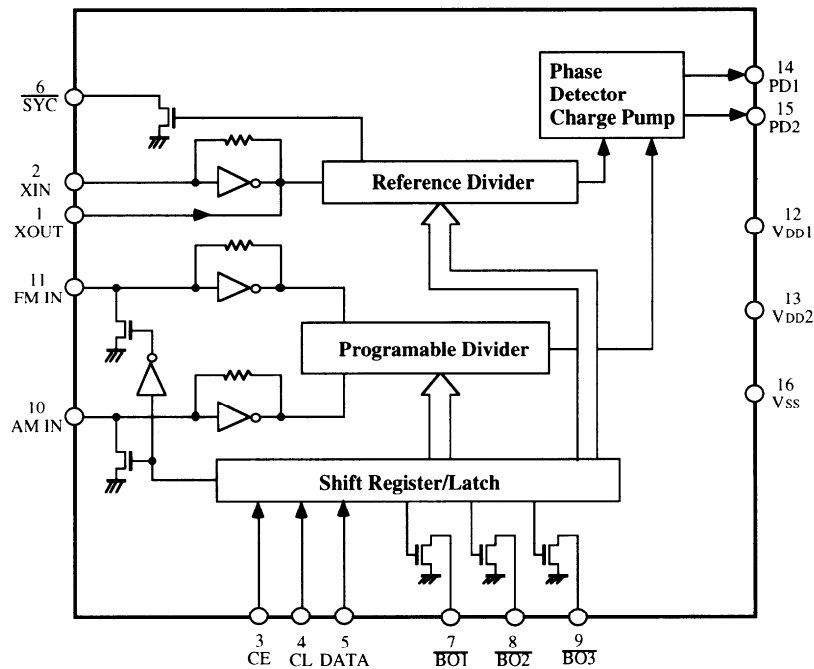 6
SYC
2
XIN
1
XOUT
11
FM IN
10
AM IN
Phase
Detector
Charge Pump
Reference Divider
Programable Divider
Shift Register/Latch
14
PD1
15
PD2
12
VDD1
13
VDD2
16
VSS
3
CE
4
CL
5
DATA
7
BO1
8
BO2
9
BO3